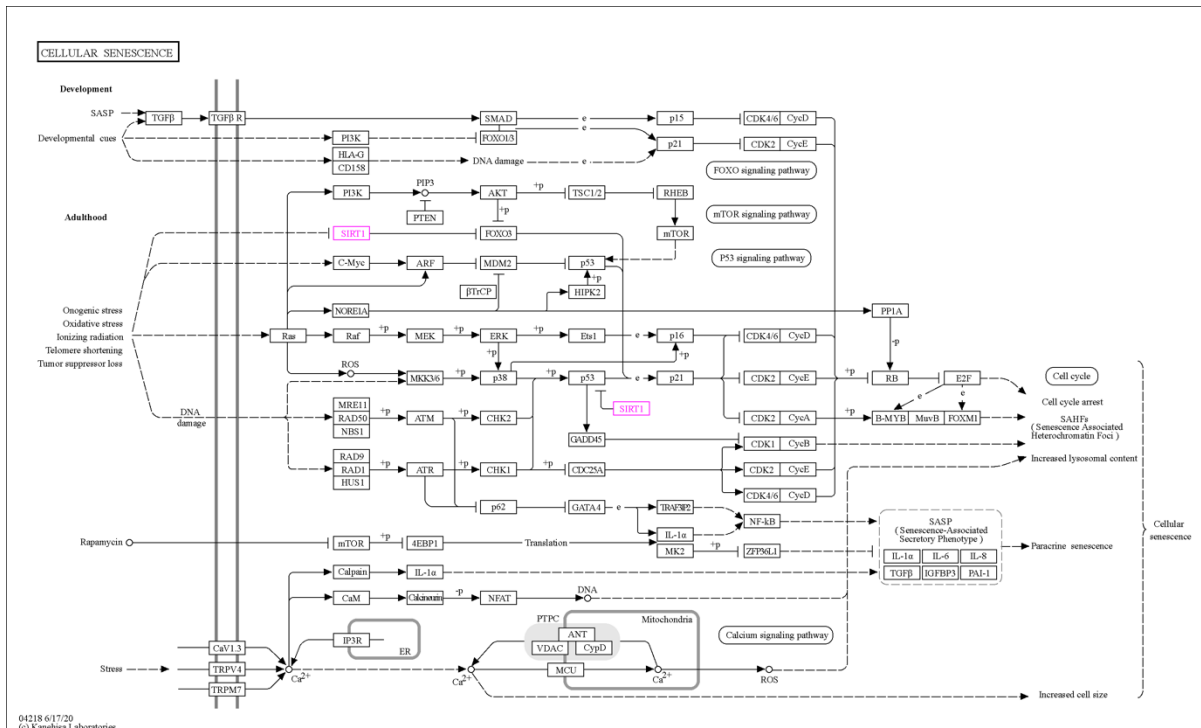 CELLULAR SENESCENCE
Development
SASP
TGFβ
TGFβ R
SMAD
e
p15
CDK4/6 CycD
Developmental cues
PI3K
FOXO1/3
e
p21
CDK2 CycE
HLA-G
CD158
DNA damage
e
FOXO signaling pathway
PI3K
PIP3
AKT
+p
TSC1/2
RHEB
PTEN
+p
mTOR signaling pathway
Adulthood
SIRT1
FOXO3
mTOR
P53 signaling pathway
C-Myc
ARF
MDM2
p53
+p
βTrCP
HIPK2
Onogenic stress
Oxidative stress
Ionizing radiation
Telomere shortening
Tumor suppressor loss
NORE1A
PP1A
Ras
Raf
+p
MEK
+p
ERK
+p
Ets1
e
p16
CDK4/6 CycD
-p
+p
+p
ROS
MKK3/6
+p
p38
+p
p53
e
p21
CDK2 CycE
+p
RB
E2F
Cell cycle
e
e
Cell cycle arrest
DNA
damage
MRE11
RAD50
NBS1
+p
ATM
+p
CHK2
SIRT1
CDK2 CycA
+p
B-MYB MuvB FOXM1
SAHFs
( Senescence Associated
Heterochromatin Foci )
GADD45
CDK1 CycB
RAD9
RAD1
HUS1
+p
ATR
+p
CHK1
+p
CDC25A
CDK2 CycE
Increased lysosomal content
CDK4/6 CycD
p62
GATA4
e
TRAF3IP2
NF-kB
IL-1α
SASP
( Senescence-Associated
Secretory Phenotype )
IL-1α IL-6 IL-8
TGFβ IGFBP3 PAI-1
Paracrine senescence
Cellular
senescence
Rapamycin
mTOR
+p
4EBP1
Translation
MK2
+p
ZFP36L1
Calpain
IL-1α
CaM
Calcineurin
-p
NFAT
DNA
PTPC
Mitochondria
ANT
VDAC CypD
Calcium signaling pathway
IP3R
ER
CaV1.3
Stress
TRPV4
TRPM7
Ca2+
Ca2+
MCU
Ca2+
ROS
Increased cell size
04218 6/17/20
(c) Kanehisa Laboratories